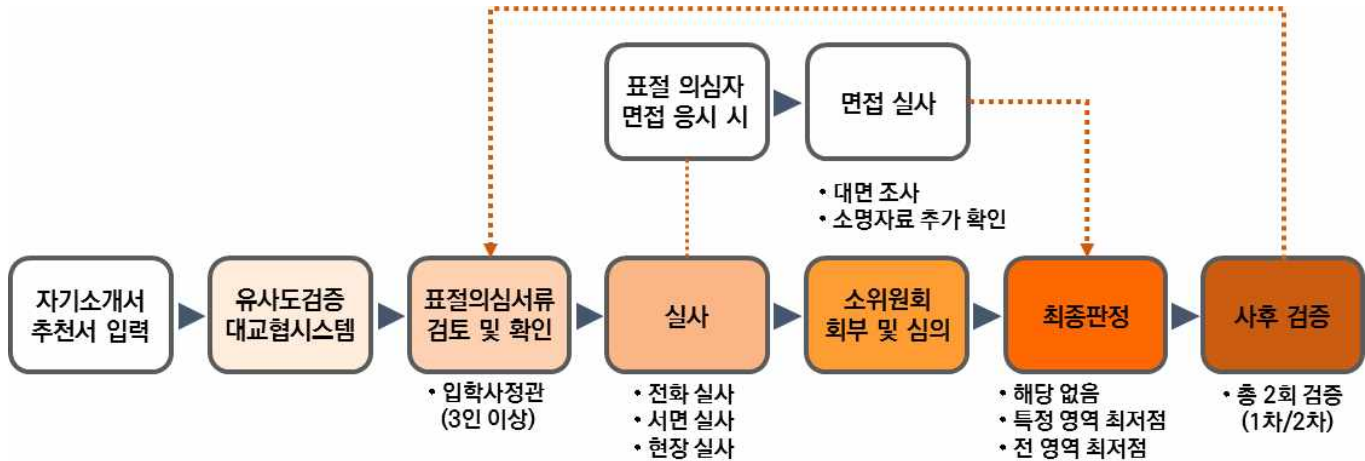 표절 의심자
면접 응시 시
면접 실사
• 대면 조사
• 소명자료 추가 확인
자기소개서
추천서 입력
유사도검증
대교협시스템
표절의심서류
검토 및 확인
• 입학사정관
(3인 이상)
실사
• 전화 실사
• 서면 실사
• 현장 실사
소위원회
회부 및 심의
최종판정
• 해당 없음
• 특정 영역 최저점
• 전 영역 최저점
사후 검증
• 총 2회 검증
(1차/2차)